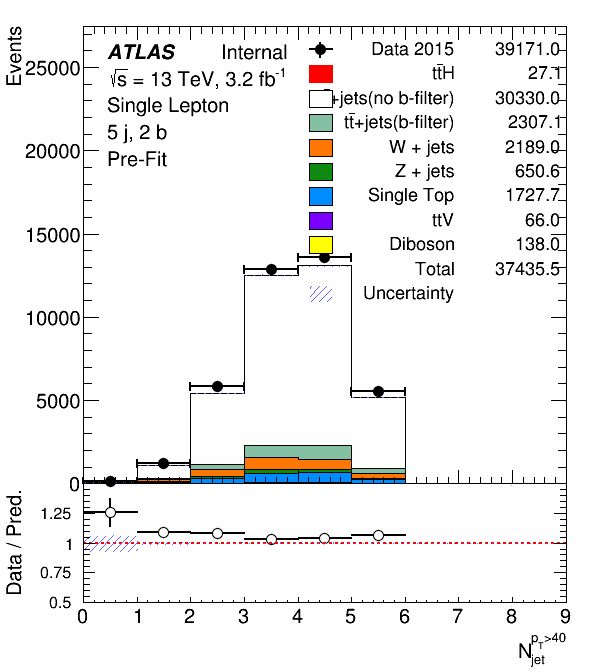 Events
25000
20000
15000
10000
5000
0
ATLAS Internal
√s = 13 TeV, 3.2 fb-1
Single Lepton
5 j, 2 b
Pre-Fit
Data 2015 39171.0
tt̄H 27.1
+jets(no b-filter) 30330.0
tt̄+jets(b-filter) 2307.1
W + jets 2189.0
Z + jets 650.6
Single Top 1727.7
ttV 66.0
Diboson 138.0
Total 37435.5
Uncertainty
Data / Pred.
1.25
1
0.75
0.5
0 1 2 3 4 5 6 7 8 9
N_jet^{p_T>40}